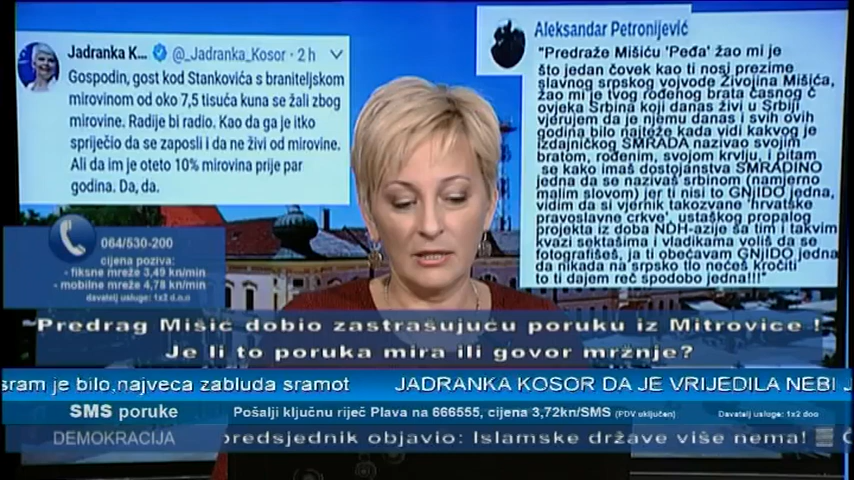 Jadranka K... @_Jadranka_Kosor · 2 h
Gospodin, gost kod Stankovića s braniteljskom
mirovinom od oko 7,5 tisuća kuna se žali zbog
mirovine. Radije bi radio. Kao da ga je itko
spriječio da se zaposli i da ne živi od mirovine.
Ali da im je oteto 10% mirovina prije par
godina. Da, da.
Aleksandar Petronijević
"Predraže Mišiću 'Peđa' žao mi je
što jedan čovek kao ti nosi prezime
slavnog srpskog vojvode Živojina Mišića,
žao mi je tvog rođenog brata časnog č
ovjeka Srbina koji danas živi u Srbiji
vjerujem da je njemu danas i svih ovih
godina bilo najteže kada vidi kakvog je
izdajničkog SMRADA nazivao svojim
bratom, rođenim, svojom krvlju, i pitam
se kako imaš dostojanstva SMRADINO
jedna da se nazivaš srpinom (namjerno
malim slovom) jer ti nisi to GNjIDO jedna,
vidim da si vjernik takozvane 'hrvatske
pravoslavne crkve', ustaškog propalog
projekta iz doba NDH-azije sa tim i takvim
kvazi sektašima i vladikama voliš da se
fotografišeš, ja ti obećavam GNjIDO jedna
da nikada na srpsko tlo nećeš kročiti
to ti dajem reč spodobo jedna!!!"
064/530-200
cijena poziva:
- fiksne mreže 3,49 kn/min
- mobilne mreže 4,78 kn/min
davatelj usluge: 1x2 d.o.o
Predrag Mišić dobio zastrašujuću poruku iz Mitrovice !
Je li to poruka mira ili govor mržnje?
sram je bilo,najveca zabluda sramot JADRANKA KOSOR DA JE VRIJEDILA NEBI J
SMS poruke Pošalji ključnu riječ Plava na 666555, cijena 3,72kn/SMS (PDV uključen) Davatelj usluge: 1x2 doo
DEMOKRACIJA predsjednik objavio: Islamske države više nema!